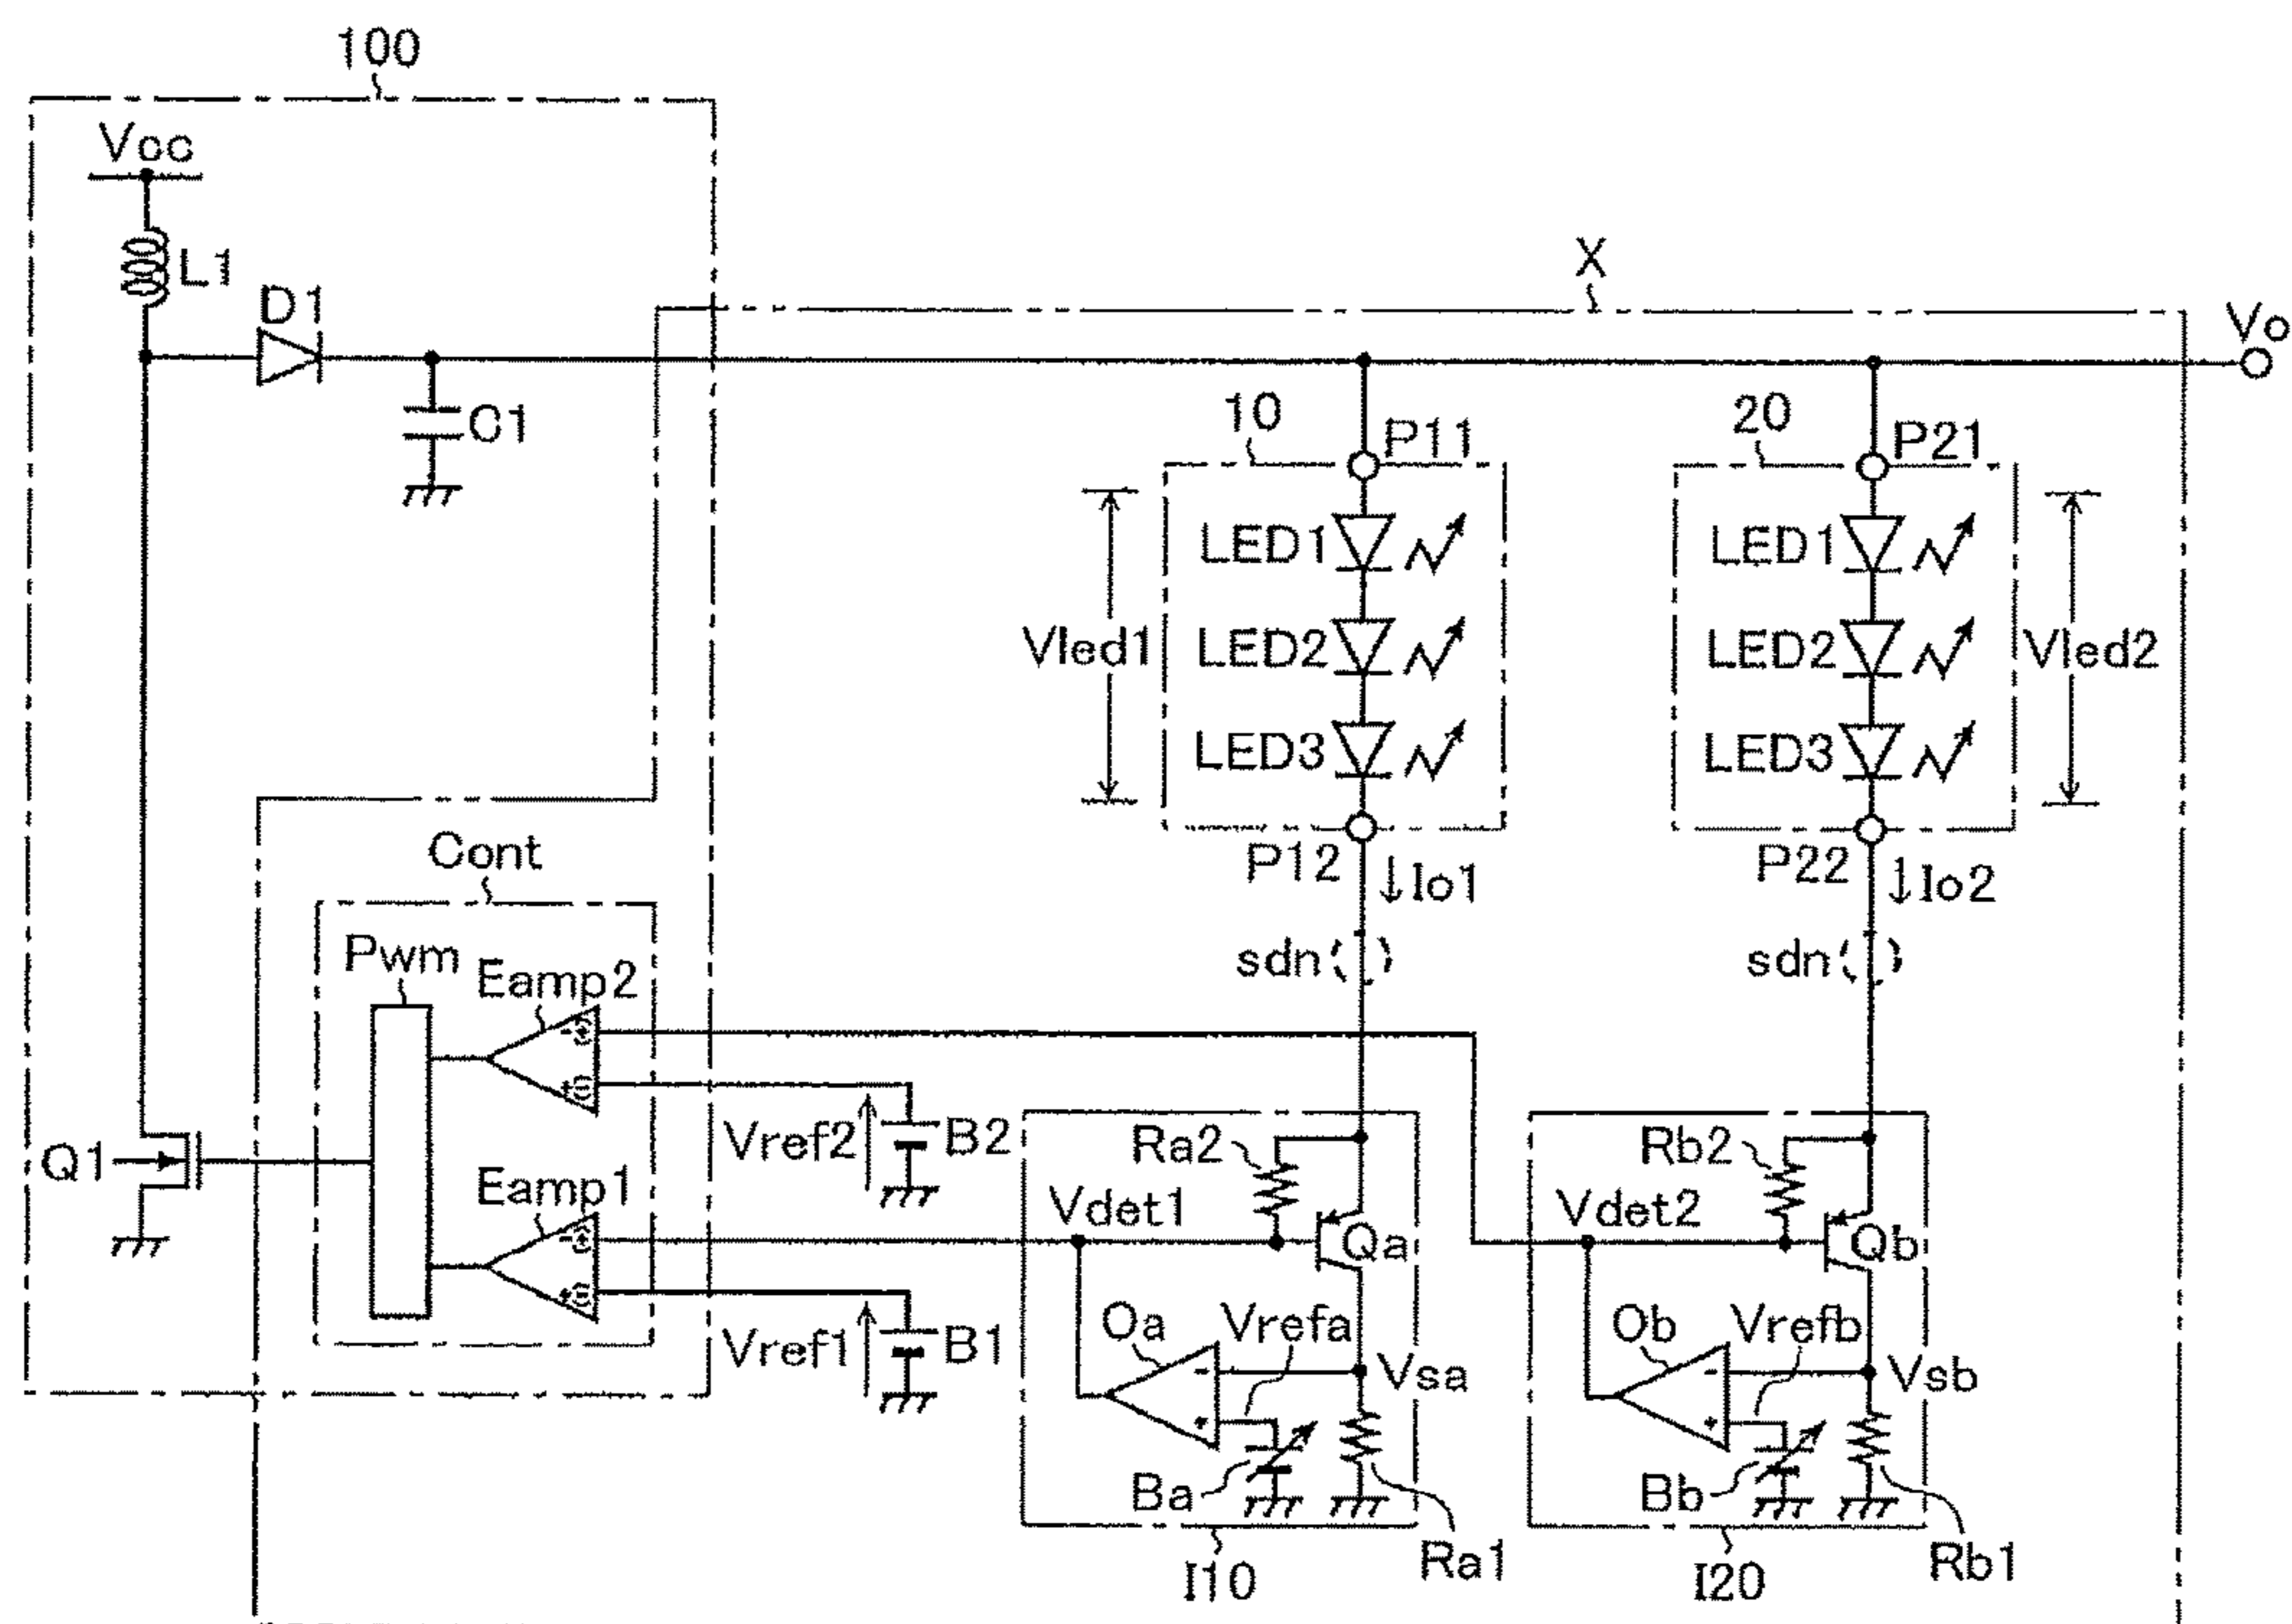 100
Vcc
L1
D1
C1
X
Vo
10
P11
20
P21
LED1
LED1
Vled1
LED2
LED2
Vled2
LED3
LED3
P12
Io1
P22
Io2
sdn
sdn
Cont
Pwm
Eamp2
- (+)
+ (-)
Q1
Vref2
B2
Eamp1
- (+)
+ (-)
Vref1
B1
Ra2
Vdet1
Qa
Oa
Vrefa
-
+
Vsa
Ba
I10
Ra1
Rb2
Vdet2
Qb
Ob
Vrefb
-
+
Vsb
Bb
I20
Rb1